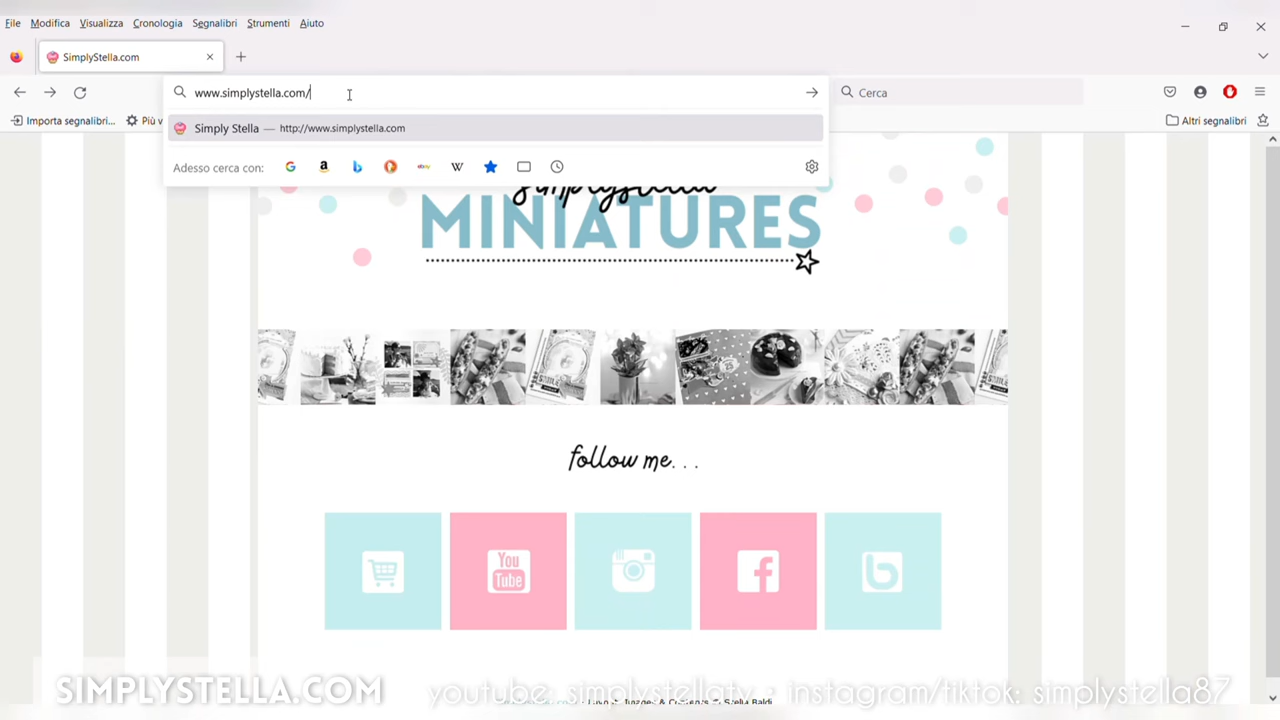 File Modifica Visualizza Cronologia Segnalibri Strumenti Aiuto
SimplyStella.com
www.simplystella.com/
Cerca
Importa segnalibri... Più v
Altri segnalibri
Simply Stella — http://www.simplystella.com
Adesso cerca con: G a b ebay W
simplystella
MINIATURES
follow me...
You
Tube
f
b
SIMPLYSTELLA.COM
youtube: simplystellatv - instagram/tiktok: simplystella87